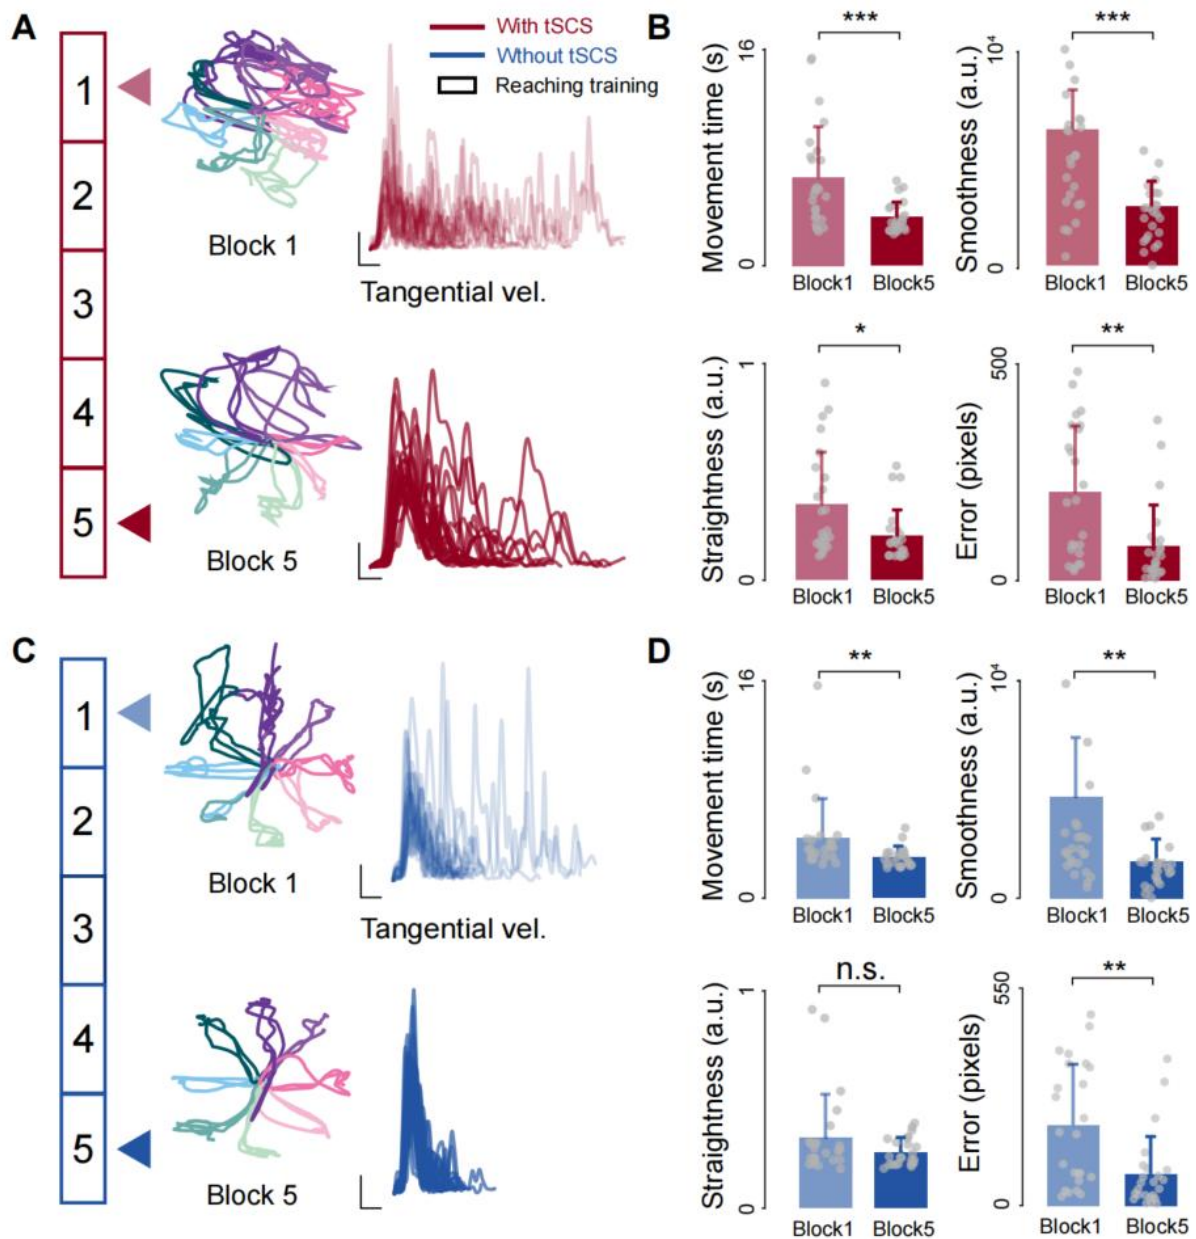 A
1
2
3
4
5
Block 1
Block 5
With tSCS
Without tSCS
Reaching training
Tangential vel.
B
Movement time (s)
16
0
***
Block1
Block5
Smoothness (a.u.)
10⁴
0
***
Block1
Block5
Straightness (a.u.)
1
0
*
Block1
Block5
Error (pixels)
500
0
**
Block1
Block5
C
1
2
3
4
5
Block 1
Block 5
Tangential vel.
D
Movement time (s)
16
0
**
Block1
Block5
Smoothness (a.u.)
10⁴
0
**
Block1
Block5
Straightness (a.u.)
1
0
n.s.
Block1
Block5
Error (pixels)
550
0
**
Block1
Block5